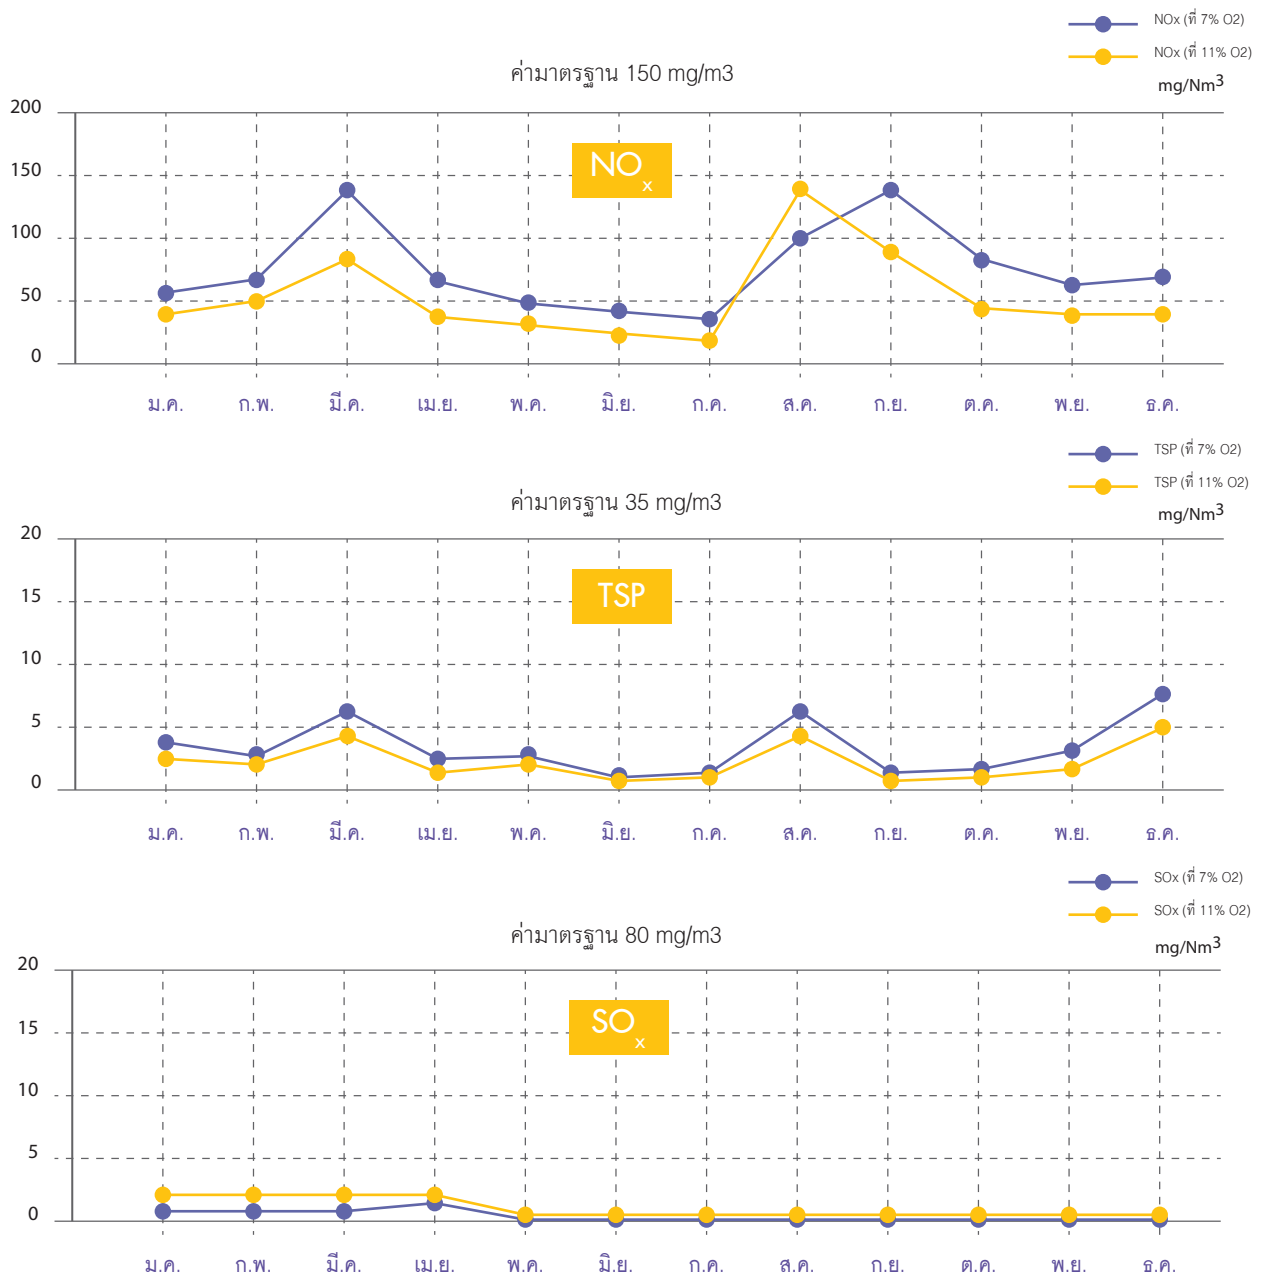 NOx (ที่ 7% O2)
NOx (ที่ 11% O2)
ค่ามาตรฐาน 150 mg/m3
mg/Nm3
NOx
200
150
100
50
0
ม.ค. ก.พ. มี.ค. เม.ย. พ.ค. มิ.ย. ก.ค. ส.ค. ก.ย. ต.ค. พ.ย. ธ.ค.
TSP (ที่ 7% O2)
TSP (ที่ 11% O2)
ค่ามาตรฐาน 35 mg/m3
mg/Nm3
TSP
20
15
10
5
0
ม.ค. ก.พ. มี.ค. เม.ย. พ.ค. มิ.ย. ก.ค. ส.ค. ก.ย. ต.ค. พ.ย. ธ.ค.
SOx (ที่ 7% O2)
SOx (ที่ 11% O2)
ค่ามาตรฐาน 80 mg/m3
mg/Nm3
SOx
20
15
10
5
0
ม.ค. ก.พ. มี.ค. เม.ย. พ.ค. มิ.ย. ก.ค. ส.ค. ก.ย. ต.ค. พ.ย. ธ.ค.